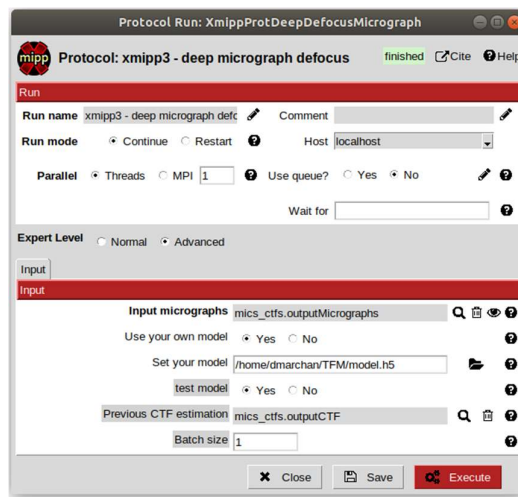 Protocol Run: XmippProtDeepDefocusMicrograph
mipp Protocol: xmipp3 - deep micrograph defocus finished Cite Help
Run
Run name xmipp3 - deep micrograph defc Comment
Run mode Continue Restart Host localhost
Parallel Threads MPI 1 Use queue? Yes No
Wait for
Expert Level Normal Advanced
Input
Input
Input micrographs mics_ctfs.outputMicrographs
Use your own model Yes No
Set your model /home/dmarchan/TFM/model.h5
test model Yes No
Previous CTF estimation mics_ctfs.outputCTF
Batch size 1
Close Save Execute